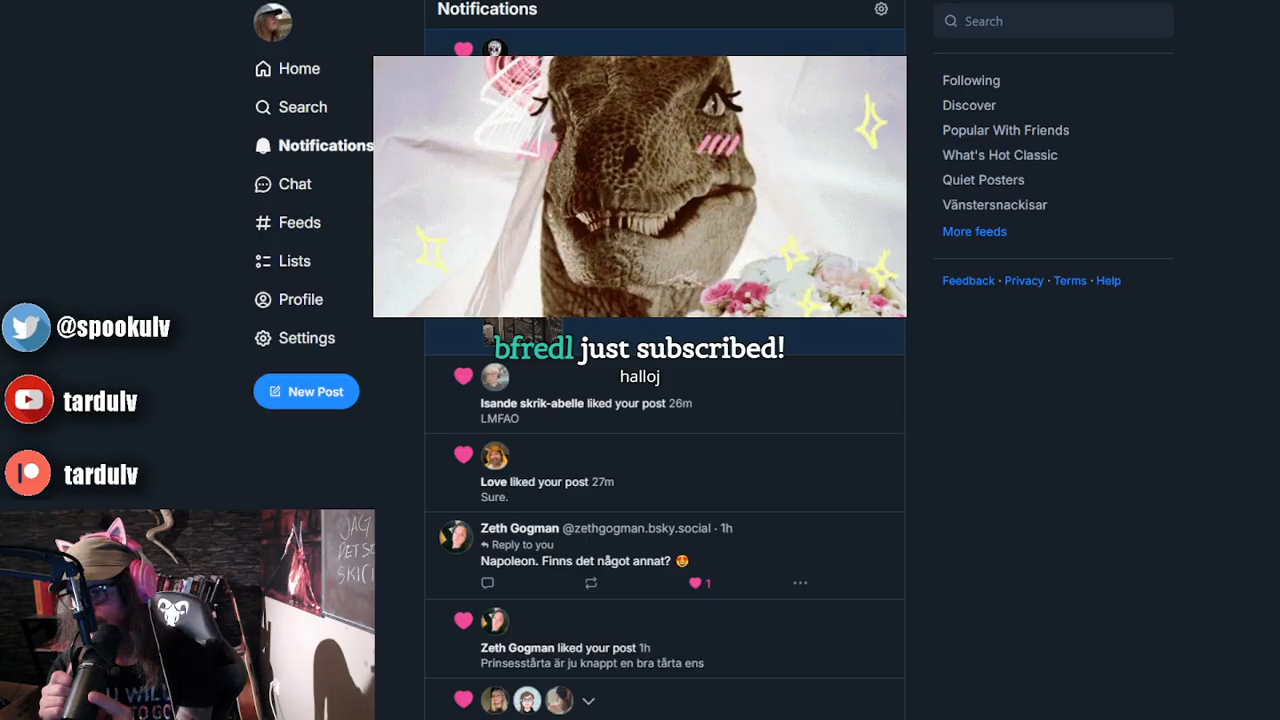 Notifications
Home
Search
Notifications
Chat
Feeds
Lists
Profile
Settings
New Post
@spookulv
tardulv
tardulv
bfredl just subscribed!
halloj
Isande skrik-abelle liked your post 26m
LMFAO
Love liked your post 27m
Sure.
Zeth Gogman @zethgogman.bsky.social · 1h
Reply to you
Napoleon. Finns det något annat? 😍
1
Zeth Gogman liked your post 1h
Prinsesstårta är ju knappt en bra tårta ens
Search
Following
Discover
Popular With Friends
What's Hot Classic
Quiet Posters
Vänstersnackisar
More feeds
Feedback · Privacy · Terms · Help
JAG